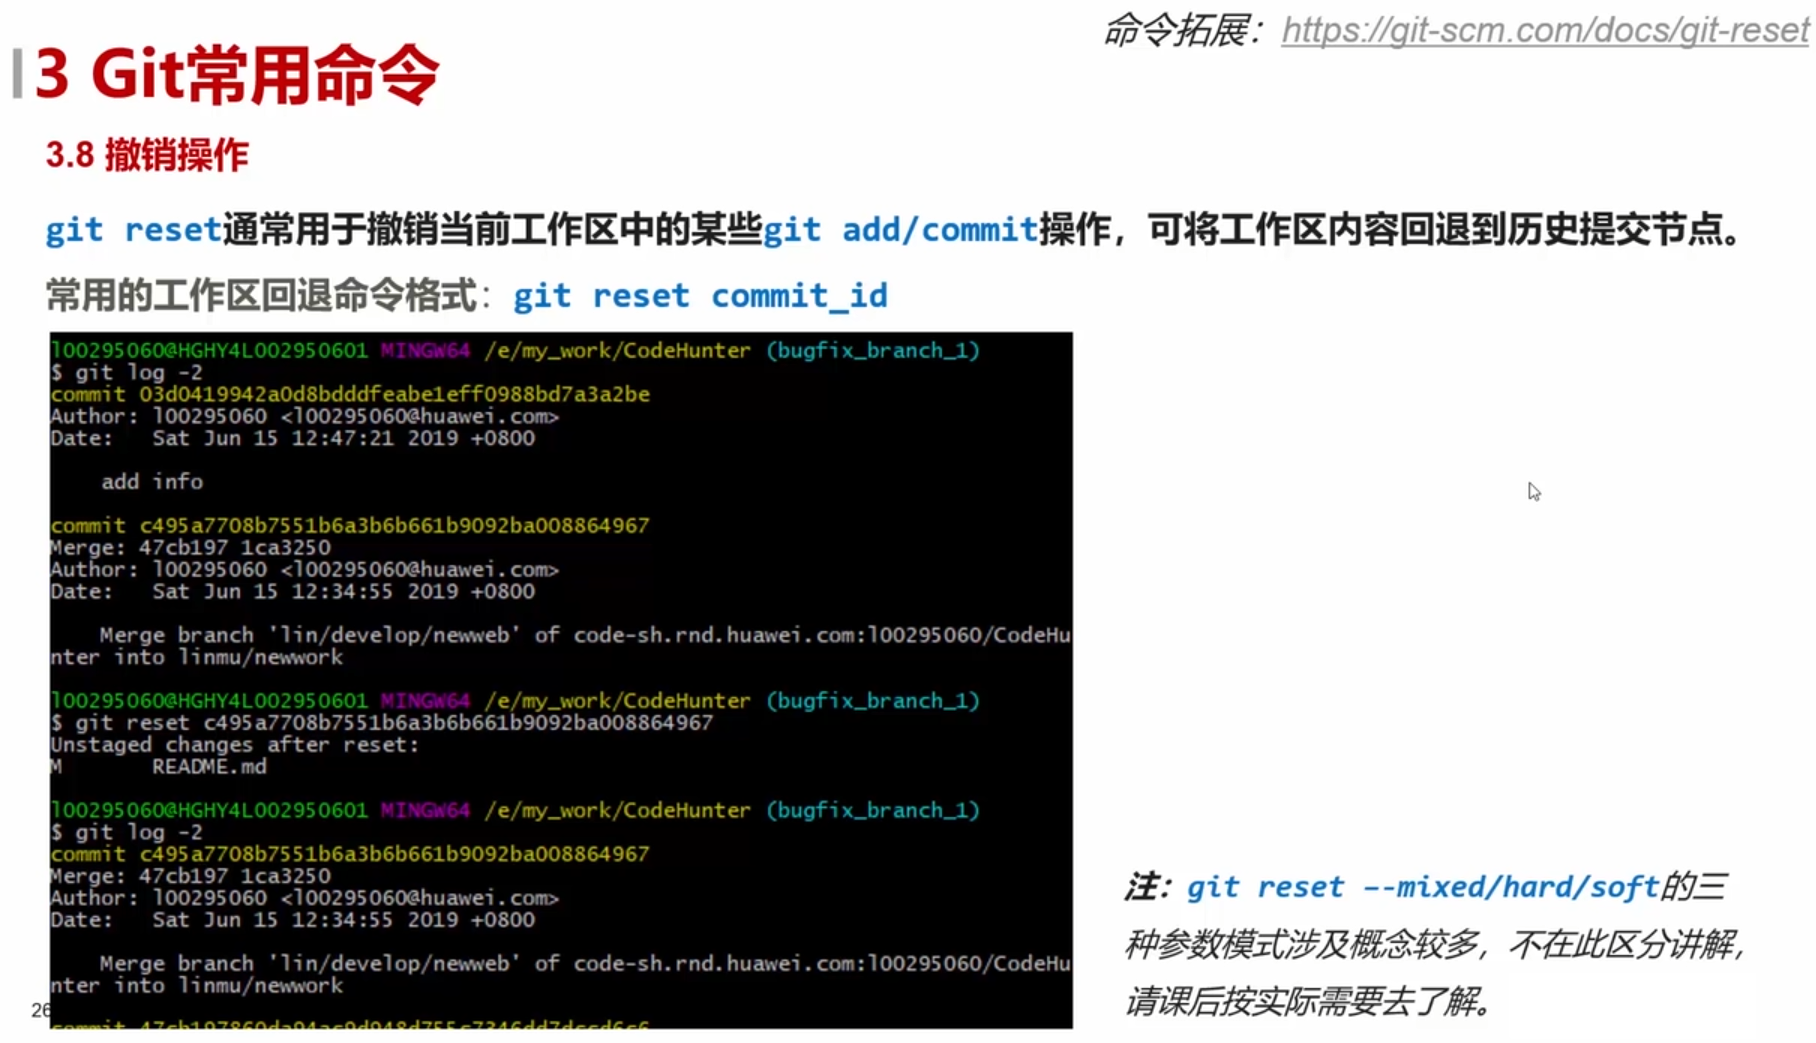 命令拓展：https://git-scm.com/docs/git-reset
3 Git常用命令
3.8 撤销操作
git reset通常用于撤销当前工作区中的某些git add/commit操作，可将工作区内容回退到历史提交节点。
常用的工作区回退命令格式：git reset commit_id
l00295060@HGHY4L002950601 MINGW64 /e/my_work/CodeHunter (bugfix_branch_1)
$ git log -2
commit 03d0419942a0d8bdddfeabe1eff0988bd7a3a2be
Author: l00295060 <l00295060@huawei.com>
Date:   Sat Jun 15 12:47:21 2019 +0800
add info
commit c495a7708b7551b6a3b6b661b9092ba008864967
Merge: 47cb197 1ca3250
Author: l00295060 <l00295060@huawei.com>
Date:   Sat Jun 15 12:34:55 2019 +0800
Merge branch 'lin/develop/newweb' of code-sh.rnd.huawei.com:l00295060/CodeHu
nter into linmu/newwork
l00295060@HGHY4L002950601 MINGW64 /e/my_work/CodeHunter (bugfix_branch_1)
$ git reset c495a7708b7551b6a3b6b661b9092ba008864967
Unstaged changes after reset:
M       README.md
l00295060@HGHY4L002950601 MINGW64 /e/my_work/CodeHunter (bugfix_branch_1)
$ git log -2
commit c495a7708b7551b6a3b6b661b9092ba008864967
Merge: 47cb197 1ca3250
Author: l00295060 <l00295060@huawei.com>
Date:   Sat Jun 15 12:34:55 2019 +0800
Merge branch 'lin/develop/newweb' of code-sh.rnd.huawei.com:l00295060/CodeHu
nter into linmu/newwork
commit
注：git reset --mixed/hard/soft的三
种参数模式涉及概念较多，不在此区分讲解，
请课后按实际需要去了解。
26